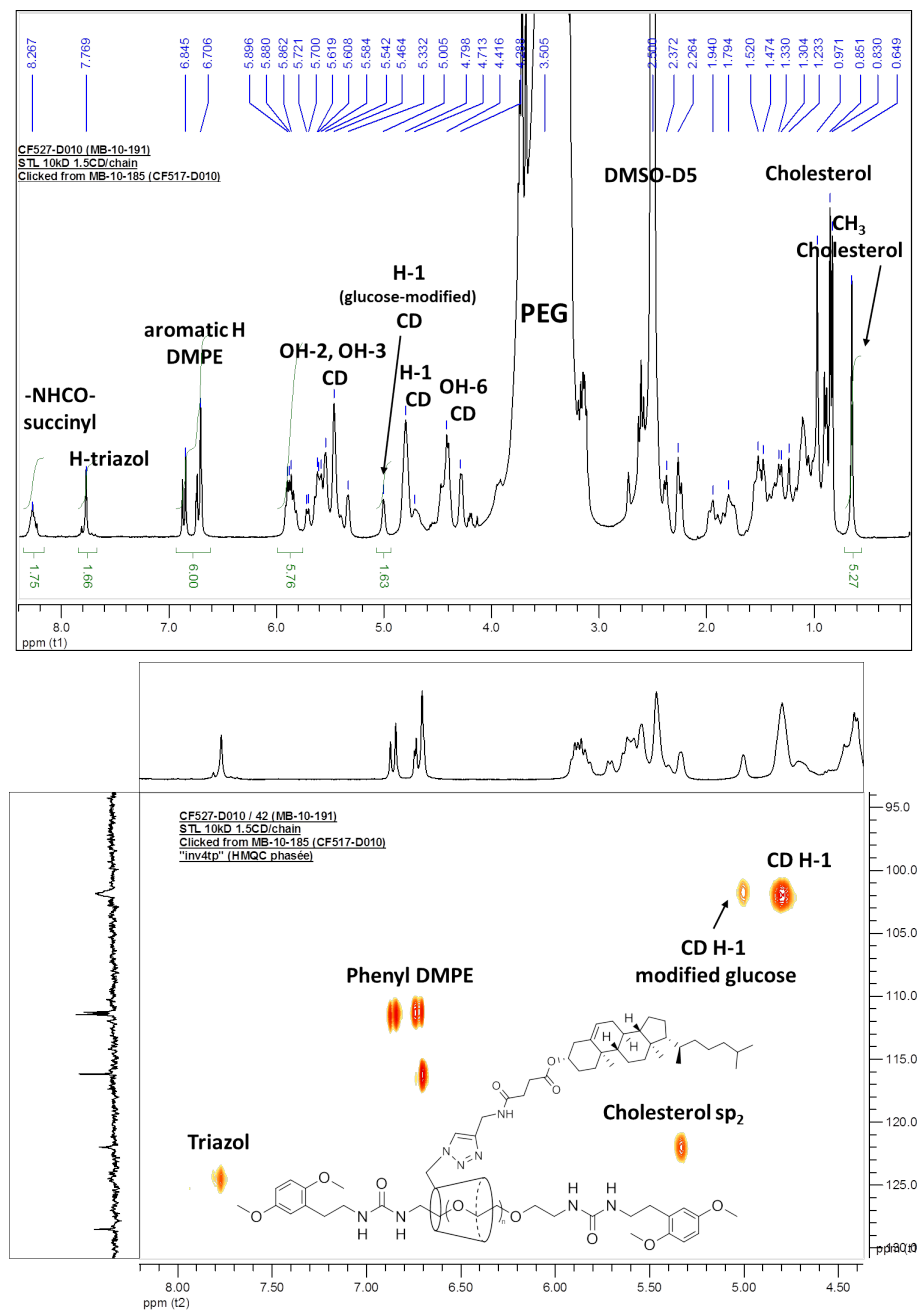 8.267 7.769 6.845 6.706 5.896 5.880 5.862 5.721 5.700 5.619 5.608 5.584 5.542 5.464 5.332 5.005 4.798 4.713 4.416 4.288 3.505 2.500 2.372 2.264 1.940 1.794 1.520 1.474 1.330 1.304 1.233 0.971 0.851 0.830 0.649
CF527-D010 (MB-10-191)
STL 10kD 1.5CD/chain
Clicked from MB-10-185 (CF517-D010)
DMSO-D5
Cholesterol
CH3
Cholesterol
H-1
(glucose-modified)
CD
PEG
aromatic H
DMPE
OH-2, OH-3
CD
H-1
CD
OH-6
CD
-NHCO-
succinyl
H-triazol
1.75 1.66 6.00 5.76 1.63 5.27
8.0 7.0 6.0 5.0 4.0 3.0 2.0 1.0
ppm (t1)
CF527-D010 / 42 (MB-10-191)
STL 10kD 1.5CD/chain
Clicked from MB-10-185 (CF517-D010)
"inv4tp" (HMQC phasée)
95.0
CD H-1
100.0
105.0
CD H-1
modified glucose
Phenyl DMPE
110.0
H
H H
115.0
O
O
O
NH
Cholesterol sp2
120.0
Triazol
N
N N
125.0
O
O
O
N
H
N
H
O
n
O
H
N
O
H
N
O
O
130.0
ppm (t1
8.00 7.50 7.00 6.50 6.00 5.50 5.00 4.50
ppm (t2)